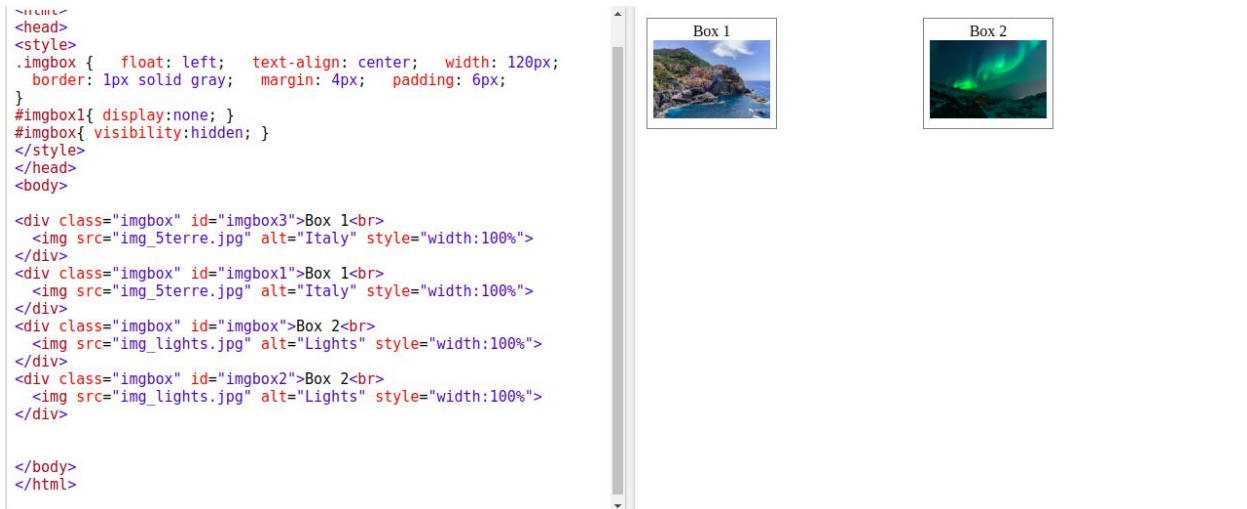 <html>
<head>
<style>
.imgbox {   float: left;   text-align: center;   width: 120px;
  border: 1px solid gray;   margin: 4px;   padding: 6px;
}
#imgbox1{ display:none; }
#imgbox{ visibility:hidden; }
</style>
</head>
<body>

<div class="imgbox" id="imgbox3">Box 1<br>
  <img src="img_5terre.jpg" alt="Italy" style="width:100%">
</div>
<div class="imgbox" id="imgbox1">Box 1<br>
  <img src="img_5terre.jpg" alt="Italy" style="width:100%">
</div>
<div class="imgbox" id="imgbox">Box 2<br>
  <img src="img_lights.jpg" alt="Lights" style="width:100%">
</div>
<div class="imgbox" id="imgbox2">Box 2<br>
  <img src="img_lights.jpg" alt="Lights" style="width:100%">
</div>

</body>
</html>
Box 1
Box 2